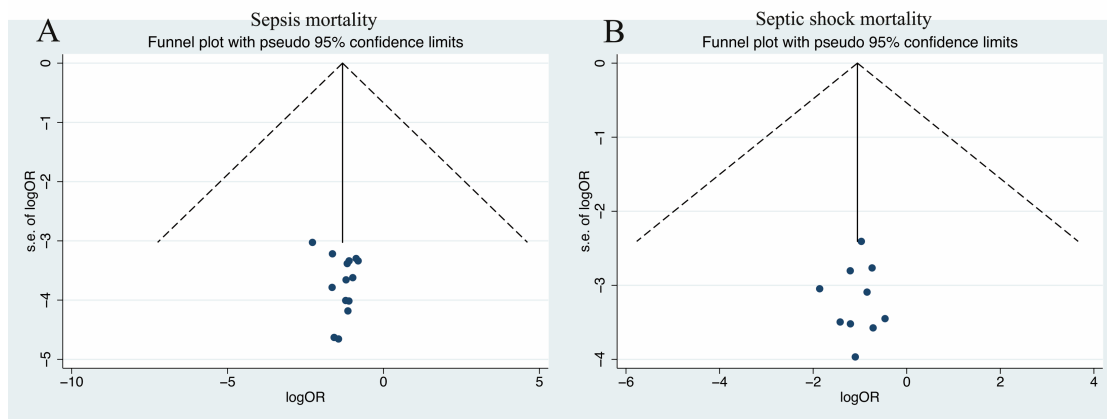 A
Sepsis mortality
Funnel plot with pseudo 95% confidence limits
s.e. of logOR
0
−1
−2
−3
−4
−5
−10
−5
0
5
logOR
B
Septic shock mortality
Funnel plot with pseudo 95% confidence limits
s.e. of logOR
0
−1
−2
−3
−4
−6
−4
−2
0
2
4
logOR